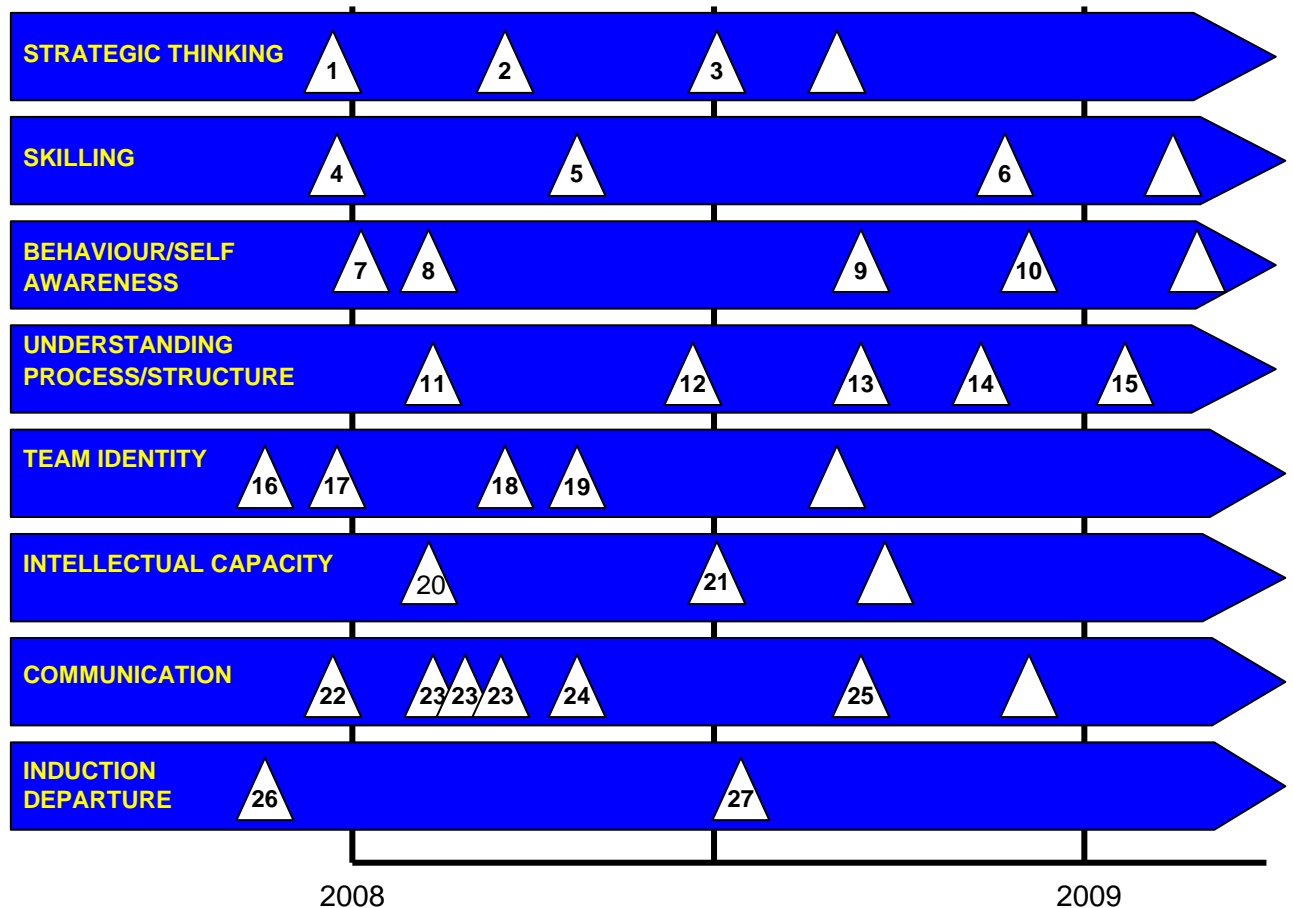 STRATEGIC THINKING
1 2 3
SKILLING
4 5 6
BEHAVIOUR/SELF
AWARENESS
7 8 9 10
UNDERSTANDING
PROCESS/STRUCTURE
11 12 13 14 15
TEAM IDENTITY
16 17 18 19
INTELLECTUAL CAPACITY
20 21
COMMUNICATION
22 23 23 23 24 25
INDUCTION
DEPARTURE
26 27
2008 2009